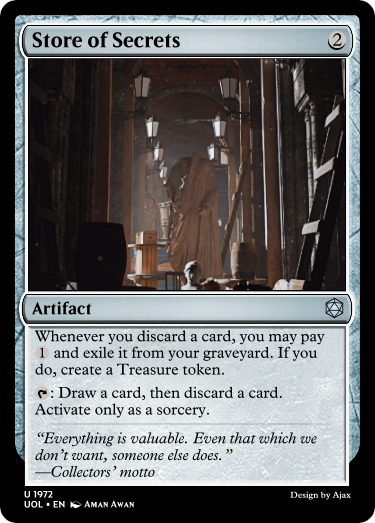 Store of Secrets 2
Artifact
Whenever you discard a card, you may pay
1 and exile it from your graveyard. If you
do, create a Treasure token.
: Draw a card, then discard a card.
Activate only as a sorcery.
“Everything is valuable. Even that which we
don't want, someone else does.”
—Collectors' motto
U 1972
UOL • EN AMAN AWAN
Design by Ajax